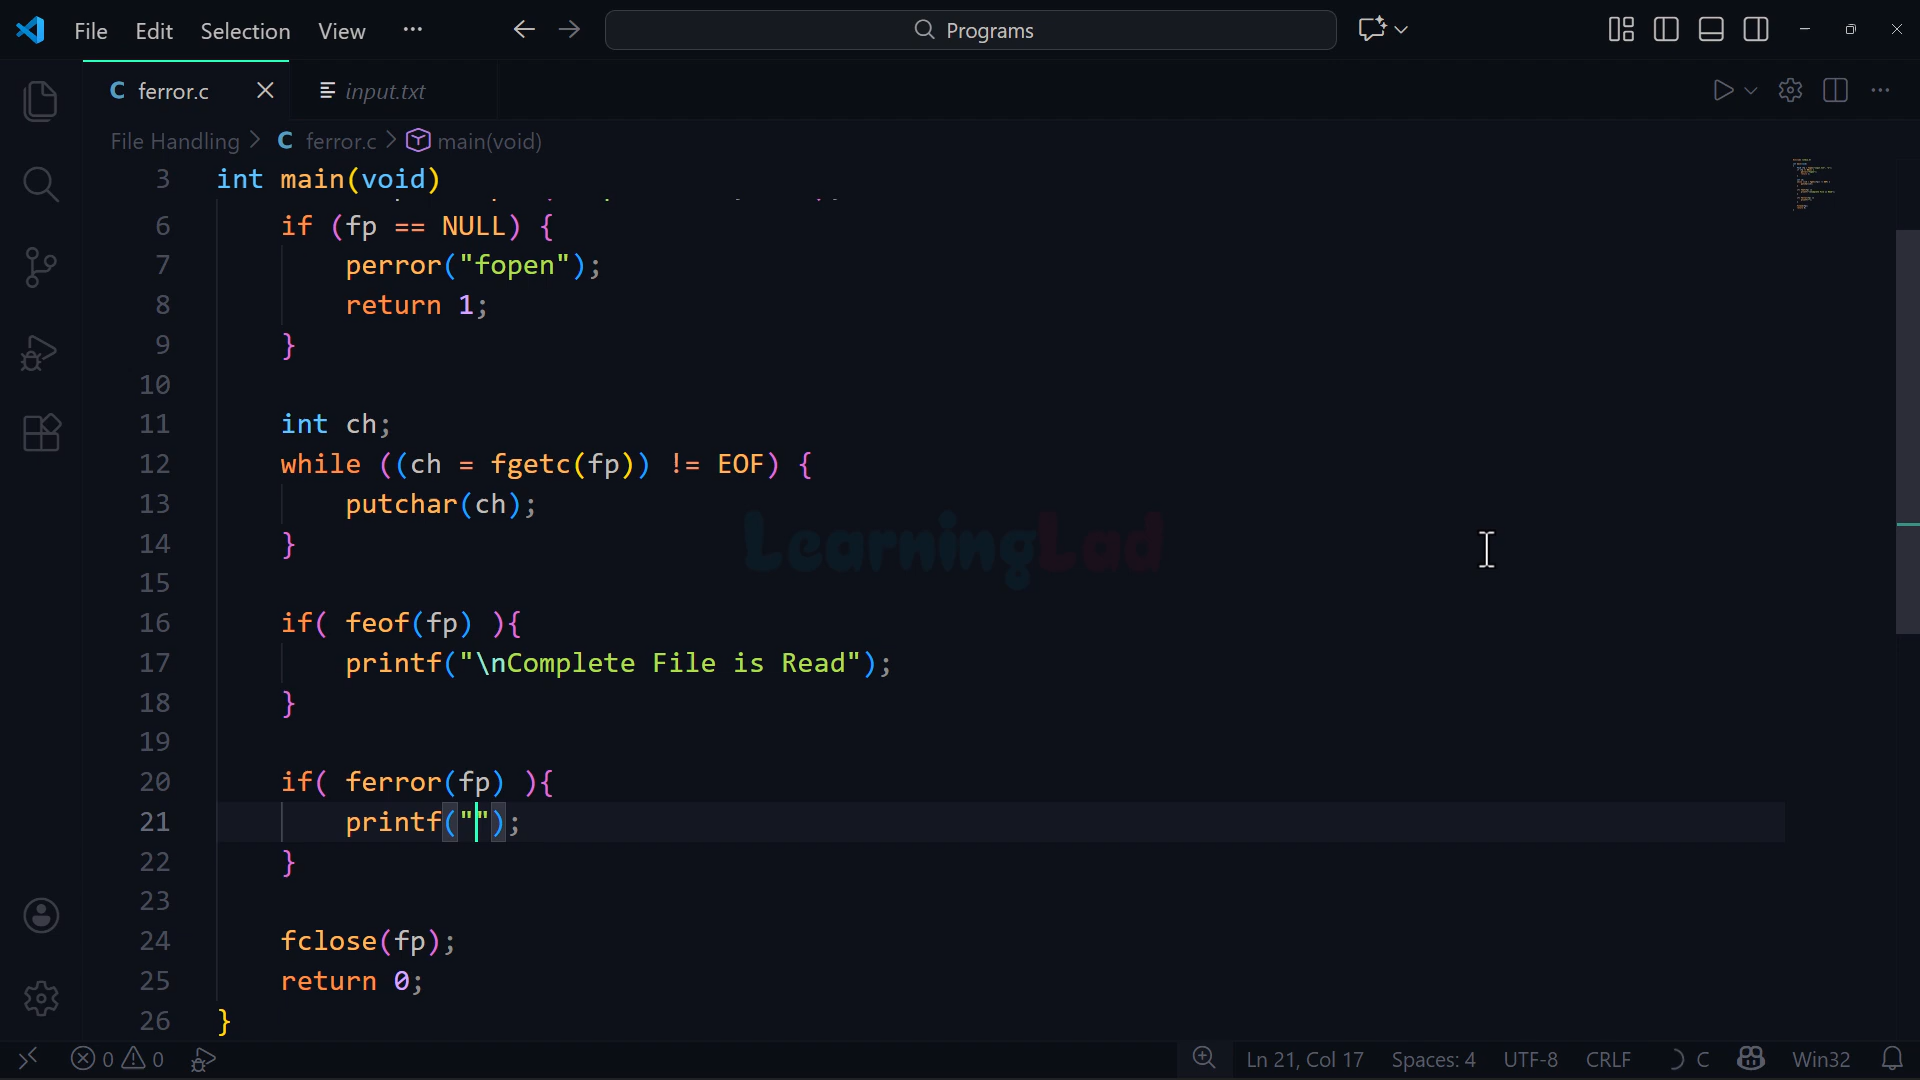 File Edit Selection View ··· Programs
ferror.c input.txt
File Handling > C ferror.c > main(void)
3 int main(void)
6 if (fp == NULL) {
7 perror("fopen");
8 return 1;
9 }
10
11 int ch;
12 while ((ch = fgetc(fp)) != EOF) {
13 putchar(ch);
14 }
15
16 if( feof(fp) ){
17 printf("\nComplete File is Read");
18 }
19
20 if( ferror(fp) ){
21 printf("");
22 }
23
24 fclose(fp);
25 return 0;
26 }
LearningLad
0 0 Ln 21, Col 17 Spaces: 4 UTF-8 CRLF C Win32